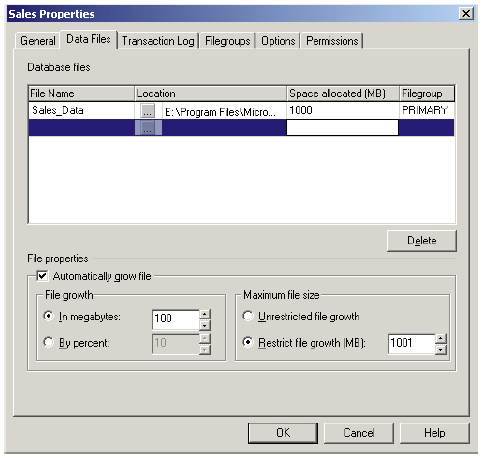 Sales Properties
General Data Files Transaction Log Filegroups Options Permissions
Database files
File Name Location Space allocated (MB) Filegroup
Sales_Data ... E:\Program Files\Micro... 1000 PRIMARY
...
Delete
File properties
Automatically grow file
File growth Maximum file size
In megabytes: 100 Unrestricted file growth
By percent: 10 Restrict file growth (MB): 1001
OK Cancel Help